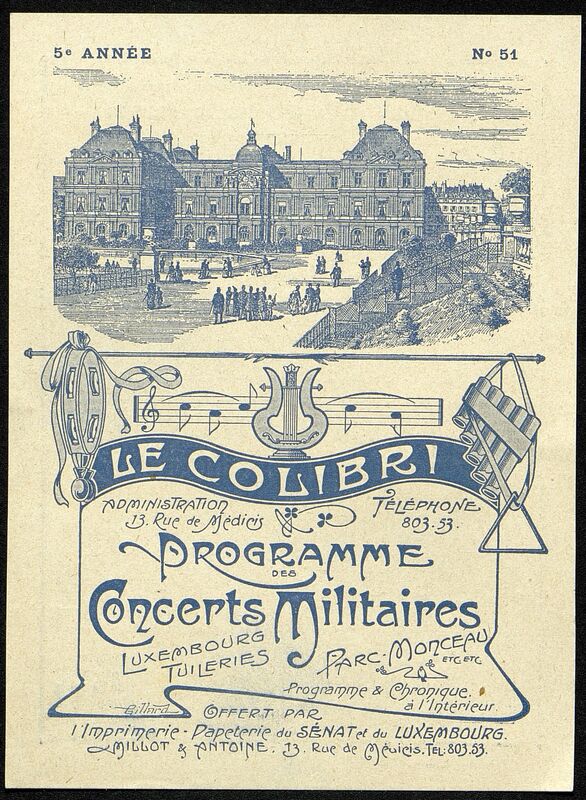 5e ANNÉE
No 51
LE COLIBRI
ADMINISTRATION
13. Rue de Médicis
TÉLÉPHONE
803.53.
PROGRAMME
DES
Concerts Militaires
LUXEMBOURG
TUILERIES
PARC-MONCEAU
ETC ETC
Programme & Chronique.
à l'Intérieur.
OFFERT PAR
l'Imprimerie-Papeterie du SÉNAT et du LUXEMBOURG.
MILLOT & ANTOINE. 13. Rue de Médicis. TEL: 803.53.